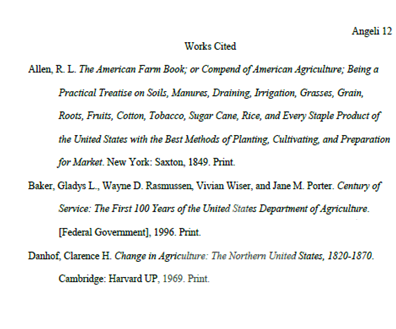 Angeli 12
Works Cited
Allen, R. L. The American Farm Book; or Compend of American Agriculture; Being a
Practical Treatise on Soils, Manures, Draining, Irrigation, Grasses, Grain,
Roots, Fruits, Cotton, Tobacco, Sugar Cane, Rice, and Every Staple Product of
the United States with the Best Methods of Planting, Cultivating, and Preparation
for Market. New York: Saxton, 1849. Print.
Baker, Gladys L., Wayne D. Rasmussen, Vivian Wiser, and Jane M. Porter. Century of
Service: The First 100 Years of the United States Department of Agriculture.
[Federal Government], 1996. Print.
Danhof, Clarence H. Change in Agriculture: The Northern United States, 1820-1870.
Cambridge: Harvard UP, 1969. Print.